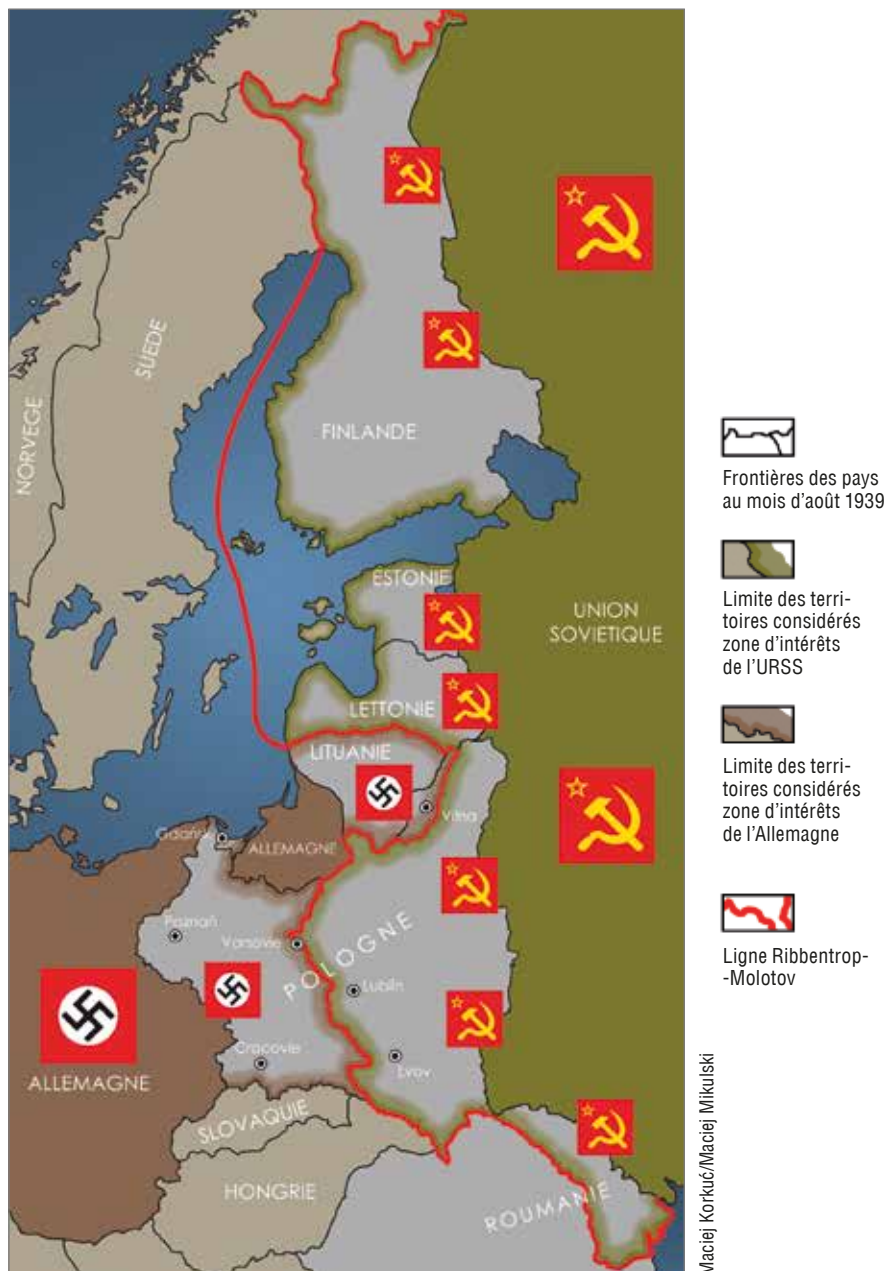 NORVEGE
SUÈDE
FINLANDE
ESTONIE
UNION
SOVIETIQUE
LETTONIE
LITUANIE
Vilna
Gdańsk
ALLEMAGNE
Poznań
Varsovie
POLOGNE
Lublin
Cracovie
Lvov
ALLEMAGNE
SLOVAQUIE
HONGRIE
ROUMANIE
Frontières des pays
au mois d’août 1939
Limite des terri-
toires considérés
zone d’intérêts
de l’URSS
Limite des terri-
toires considérés
zone d’intérêts
de l’Allemagne
Ligne Ribbentrop-
-Molotov
Maciej Korkuć/Maciej Mikulski